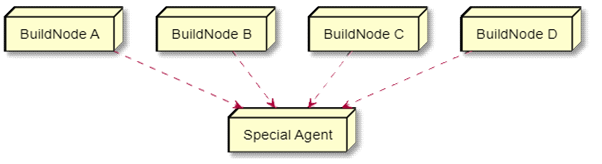 BuildNode A
BuildNode B
BuildNode C
BuildNode D
Special Agent